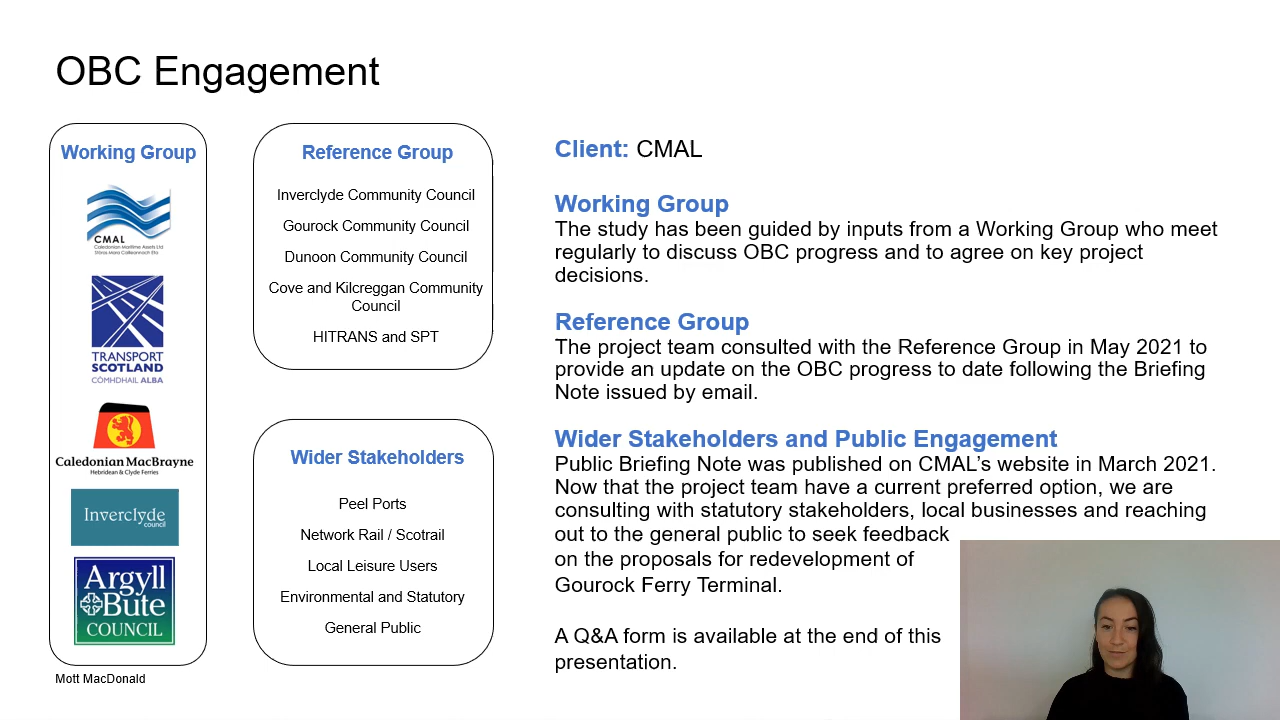 OBC Engagement
Working Group
CMAL
Caledonian Maritime Assets Ltd
TRANSPORT
SCOTLAND
CÒMHDHAIL ALBA
Caledonian MacBrayne
Hebridean & Clyde Ferries
Inverclyde
council
Argyll
Bute
COUNCIL
Reference Group
Inverclyde Community Council
Gourock Community Council
Dunoon Community Council
Cove and Kilcreggan Community
Council
HITRANS and SPT
Wider Stakeholders
Peel Ports
Network Rail / Scotrail
Local Leisure Users
Environmental and Statutory
General Public
Client: CMAL
Working Group
The study has been guided by inputs from a Working Group who meet
regularly to discuss OBC progress and to agree on key project
decisions.
Reference Group
The project team consulted with the Reference Group in May 2021 to
provide an update on the OBC progress to date following the Briefing
Note issued by email.
Wider Stakeholders and Public Engagement
Public Briefing Note was published on CMAL’s website in March 2021.
Now that the project team have a current preferred option, we are
consulting with statutory stakeholders, local businesses and reaching
out to the general public to seek feedback
on the proposals for redevelopment of
Gourock Ferry Terminal.
A Q&A form is available at the end of this
presentation.
Mott MacDonald